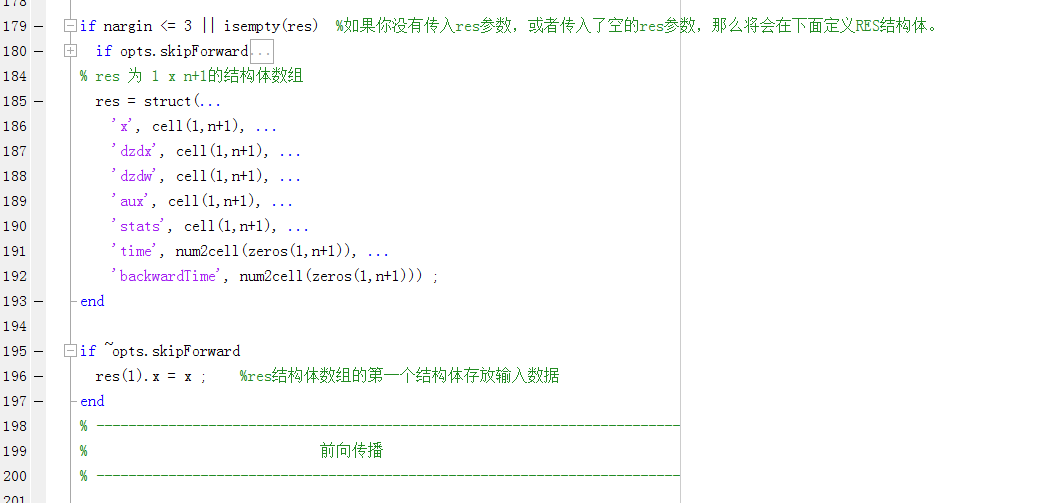 178
179 – if nargin <= 3 || isempty(res)  %如果你没有传入res参数，或者传入了空的res参数，那么将会在下面定义RES结构体。
180 –   if opts.skipForward...
184 % res 为 1 x n+1的结构体数组
185 –   res = struct(...
186     'x', cell(1,n+1), ...
187     'dzdx', cell(1,n+1), ...
188     'dzdw', cell(1,n+1), ...
189     'aux', cell(1,n+1), ...
190     'stats', cell(1,n+1), ...
191     'time', num2cell(zeros(1,n+1)), ...
192     'backwardTime', num2cell(zeros(1,n+1))) ;
193 – end
194
195 – if ~opts.skipForward
196 –   res(1).x = x ;    %res结构体数组的第一个结构体存放输入数据
197 – end
198 % -------------------------------------------------------------------------
199 %                             前向传播
200 % -------------------------------------------------------------------------
201